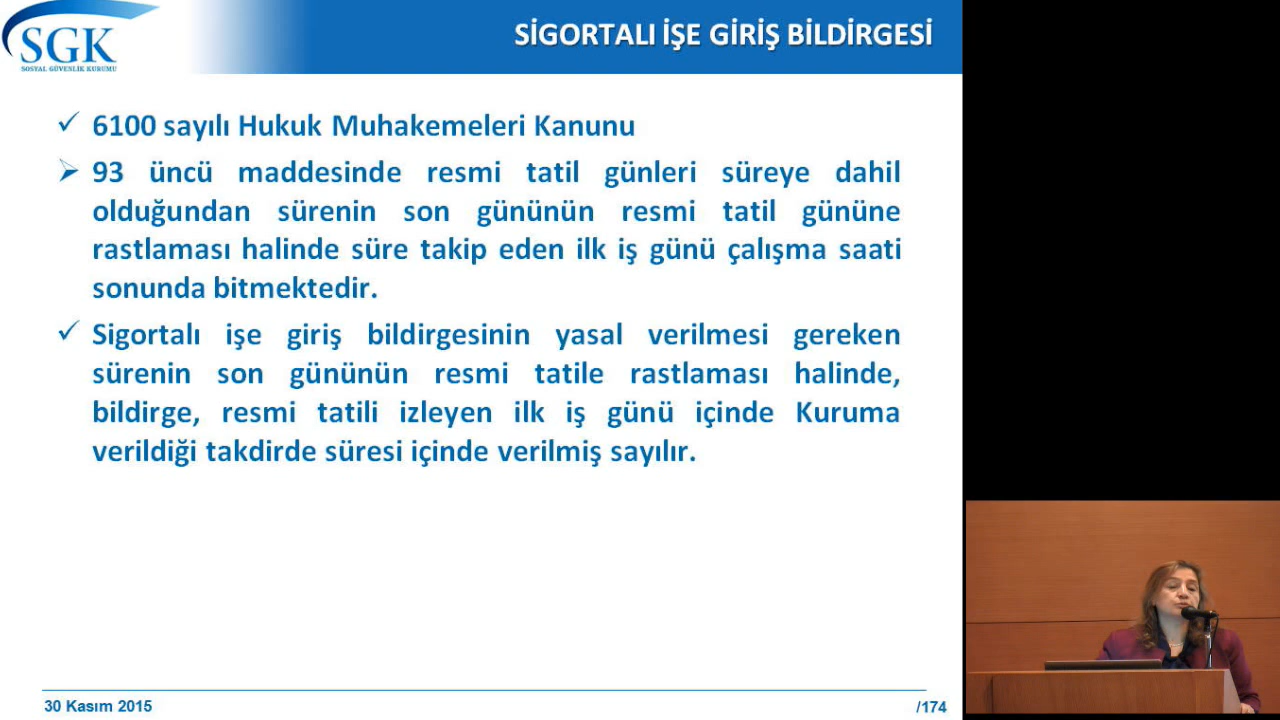 SİGORTALI İŞE GİRİŞ BİLDİRGESİ
SGK
SOSYAL GÜVENLİK KURUMU
✓ 6100 sayılı Hukuk Muhakemeleri Kanunu
➢ 93 üncü maddesinde resmi tatil günleri süreye dahil
olduğundan sürenin son gününün resmi tatil gününe
rastlaması halinde süre takip eden ilk iş günü çalışma saati
sonunda bitmektedir.
✓ Sigortalı işe giriş bildirgesinin yasal verilmesi gereken
sürenin son gününün resmi tatile rastlaması halinde,
bildirge, resmi tatili izleyen ilk iş günü içinde Kuruma
verildiği takdirde süresi içinde verilmiş sayılır.
30 Kasım 2015
/174